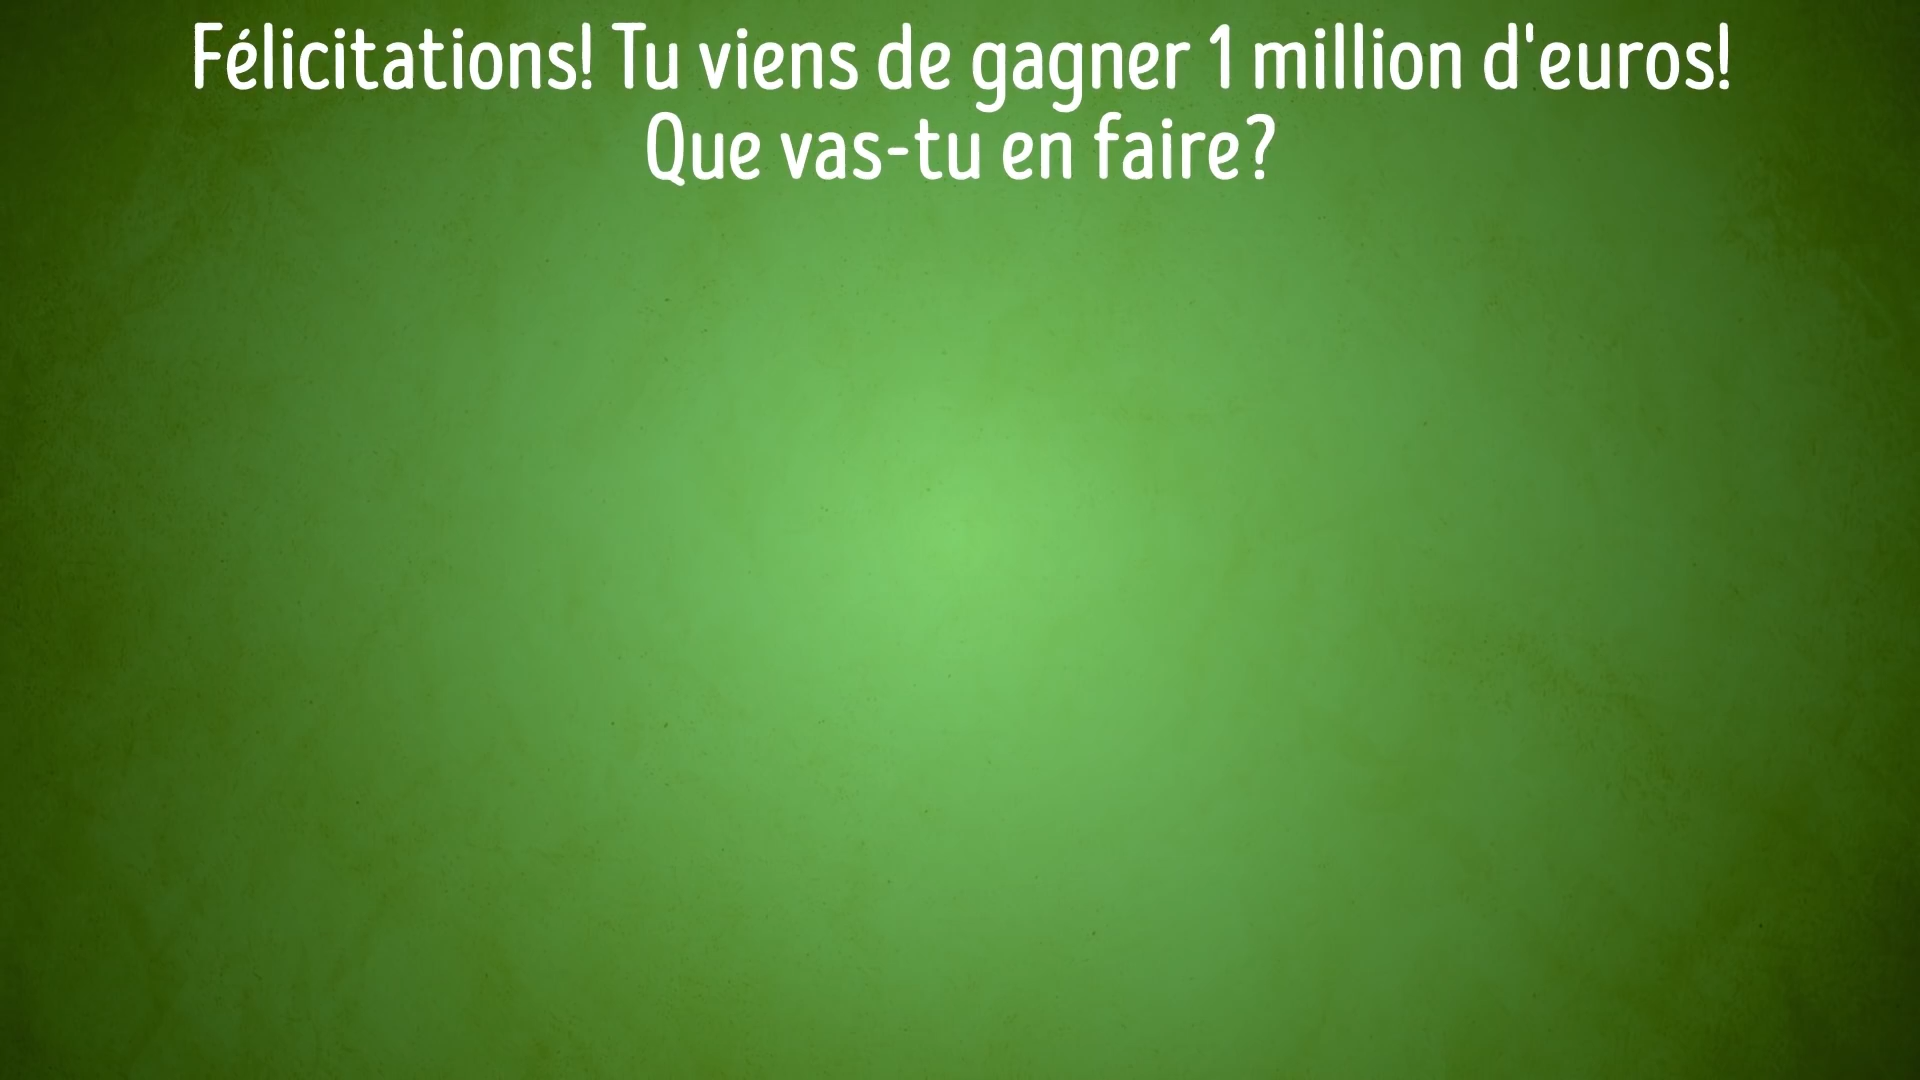 Félicitations! Tu viens de gagner 1 million d'euros!
Que vas-tu en faire?